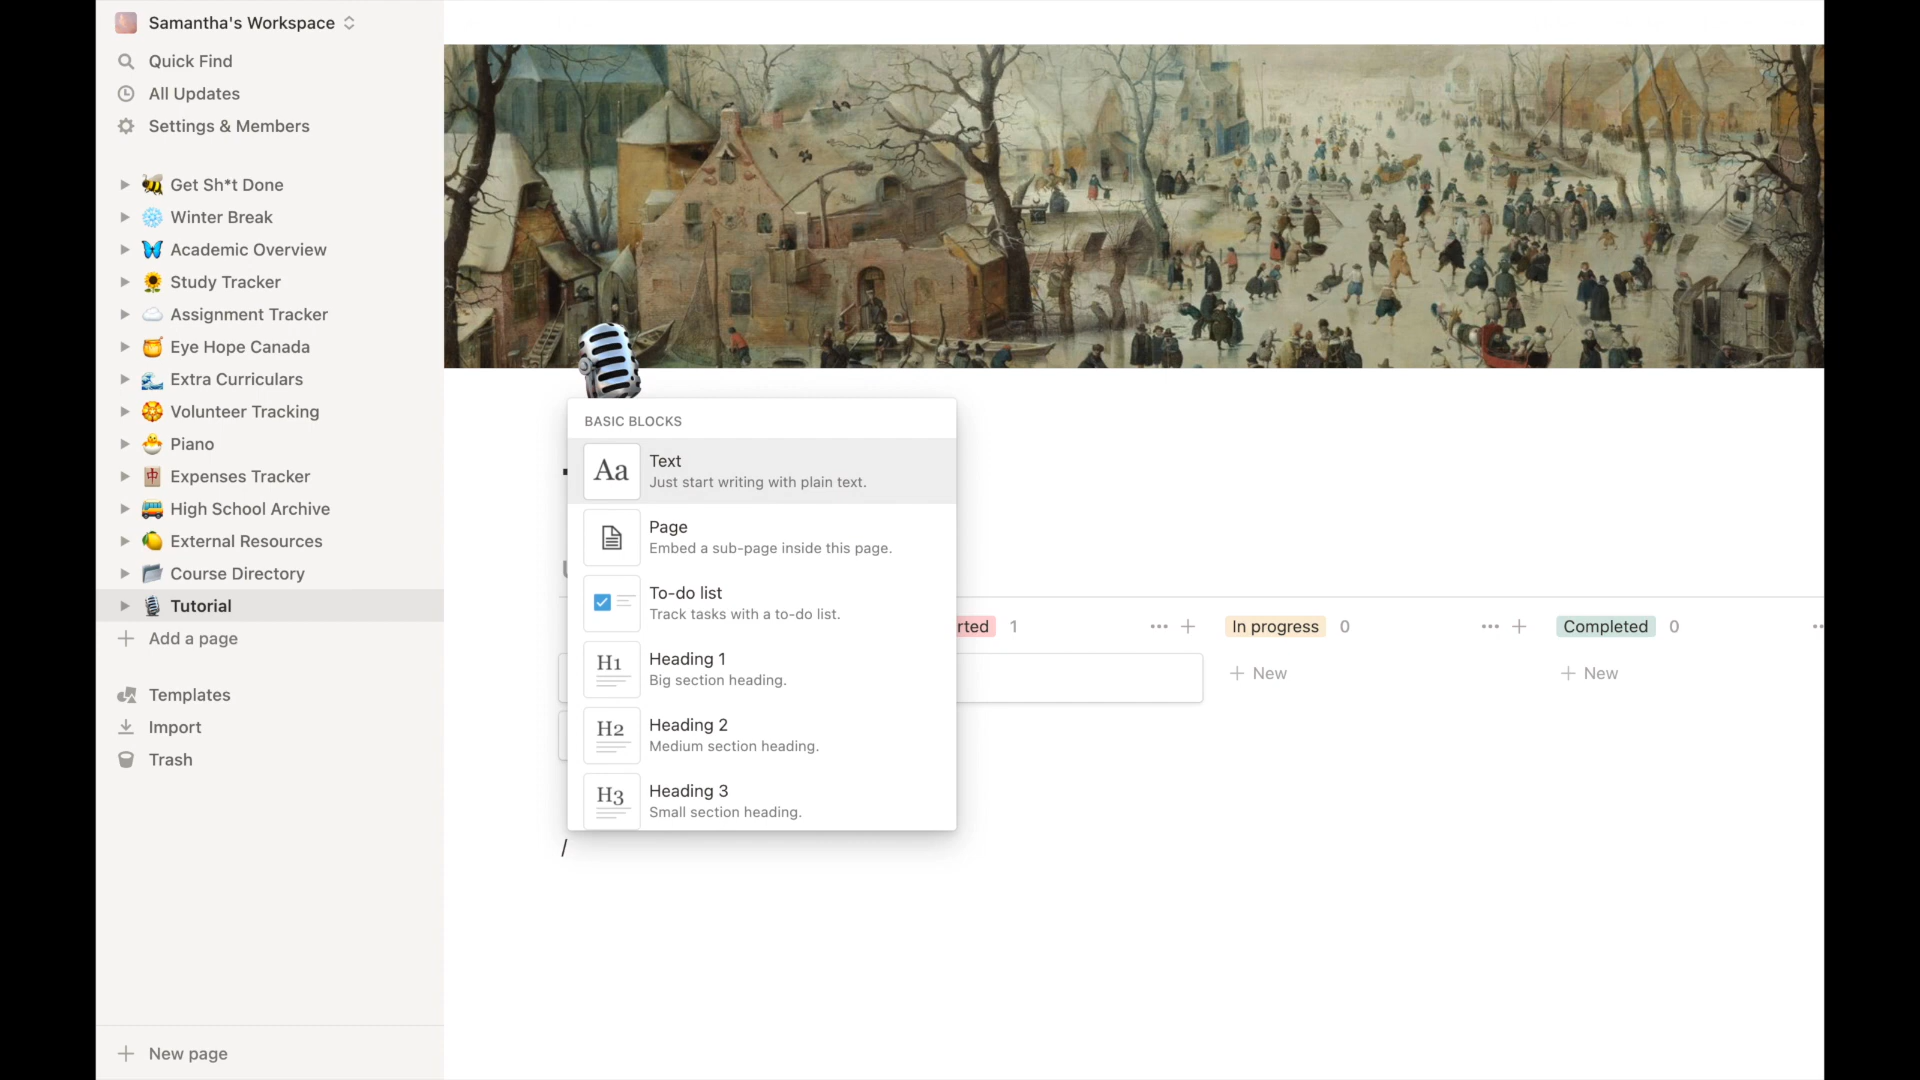 Samantha's Workspace
Quick Find
All Updates
Settings & Members
Get Sh*t Done
Winter Break
Academic Overview
Study Tracker
Assignment Tracker
Eye Hope Canada
Extra Curriculars
Volunteer Tracking
Piano
Expenses Tracker
High School Archive
External Resources
Course Directory
Tutorial
Add a page
Templates
Import
Trash
New page
BASIC BLOCKS
Aa
Text
Just start writing with plain text.
Page
Embed a sub-page inside this page.
To-do list
Track tasks with a to-do list.
H1
Heading 1
Big section heading.
H2
Heading 2
Medium section heading.
H3
Heading 3
Small section heading.
/
rted 1
In progress 0
Completed 0
New
New